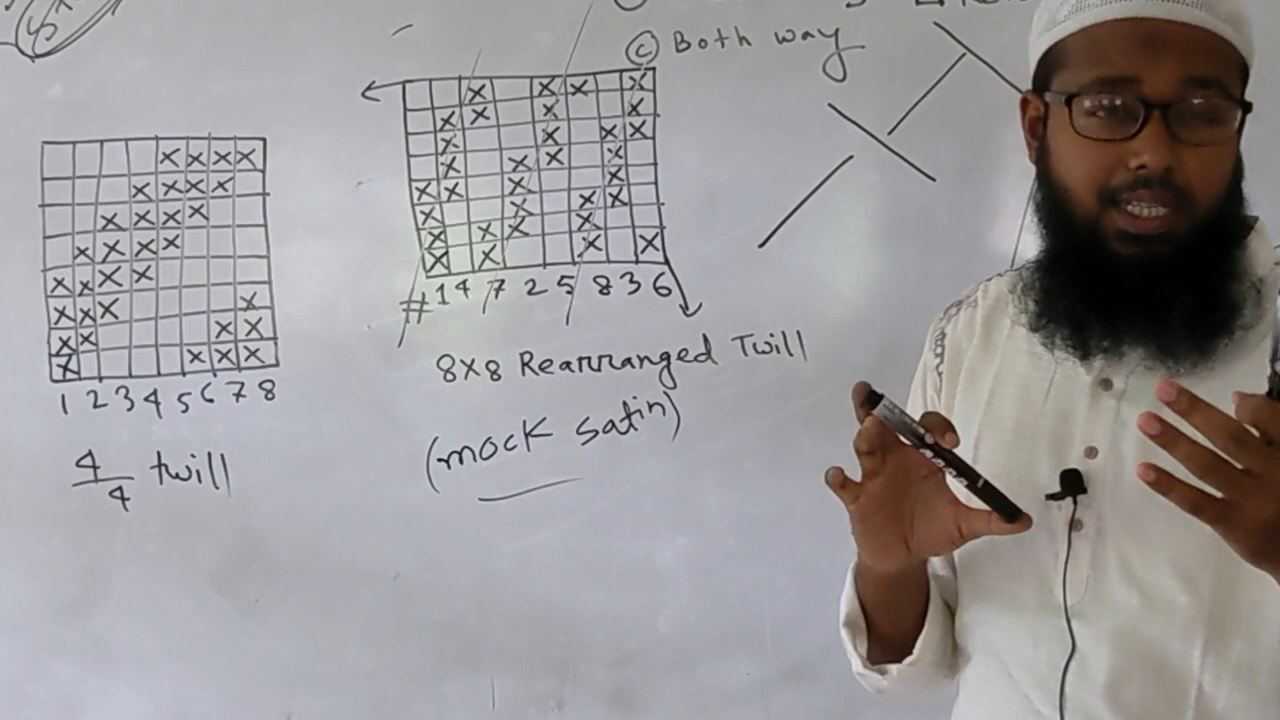 C Both way
1 2 3 4 5 6 7 8
# 1 4 7 2 5 8 3 6
4
4 twill
8x8 Rearranged Twill
(mock satin)